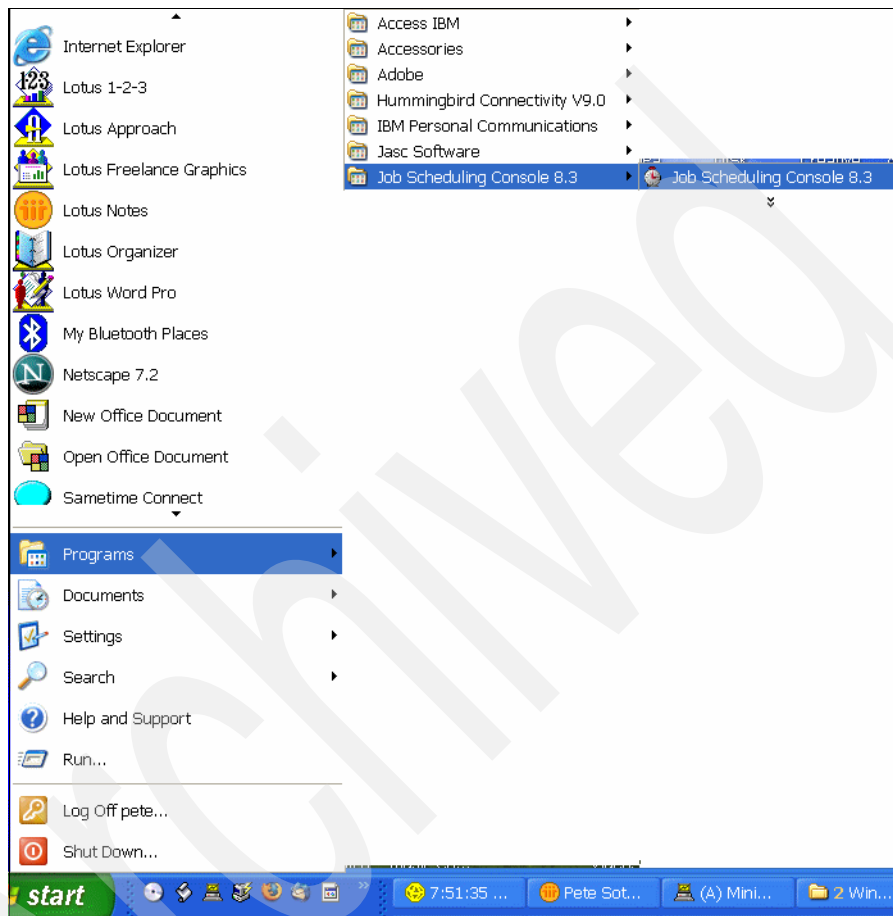 Internet Explorer
Lotus 1-2-3
Lotus Approach
Lotus Freelance Graphics
Lotus Notes
Lotus Organizer
Lotus Word Pro
My Bluetooth Places
Netscape 7.2
New Office Document
Open Office Document
Sametime Connect
Programs
Documents
Settings
Search
Help and Support
Run...
Log Off pete...
Shut Down...
Access IBM
Accessories
Adobe
Hummingbird Connectivity V9.0
IBM Personal Communications
Jasc Software
Job Scheduling Console 8.3
Job Scheduling Console 8.3
start
7:51:35 ...
Pete Sot...
(A) Mini...
2 Win...
rchived